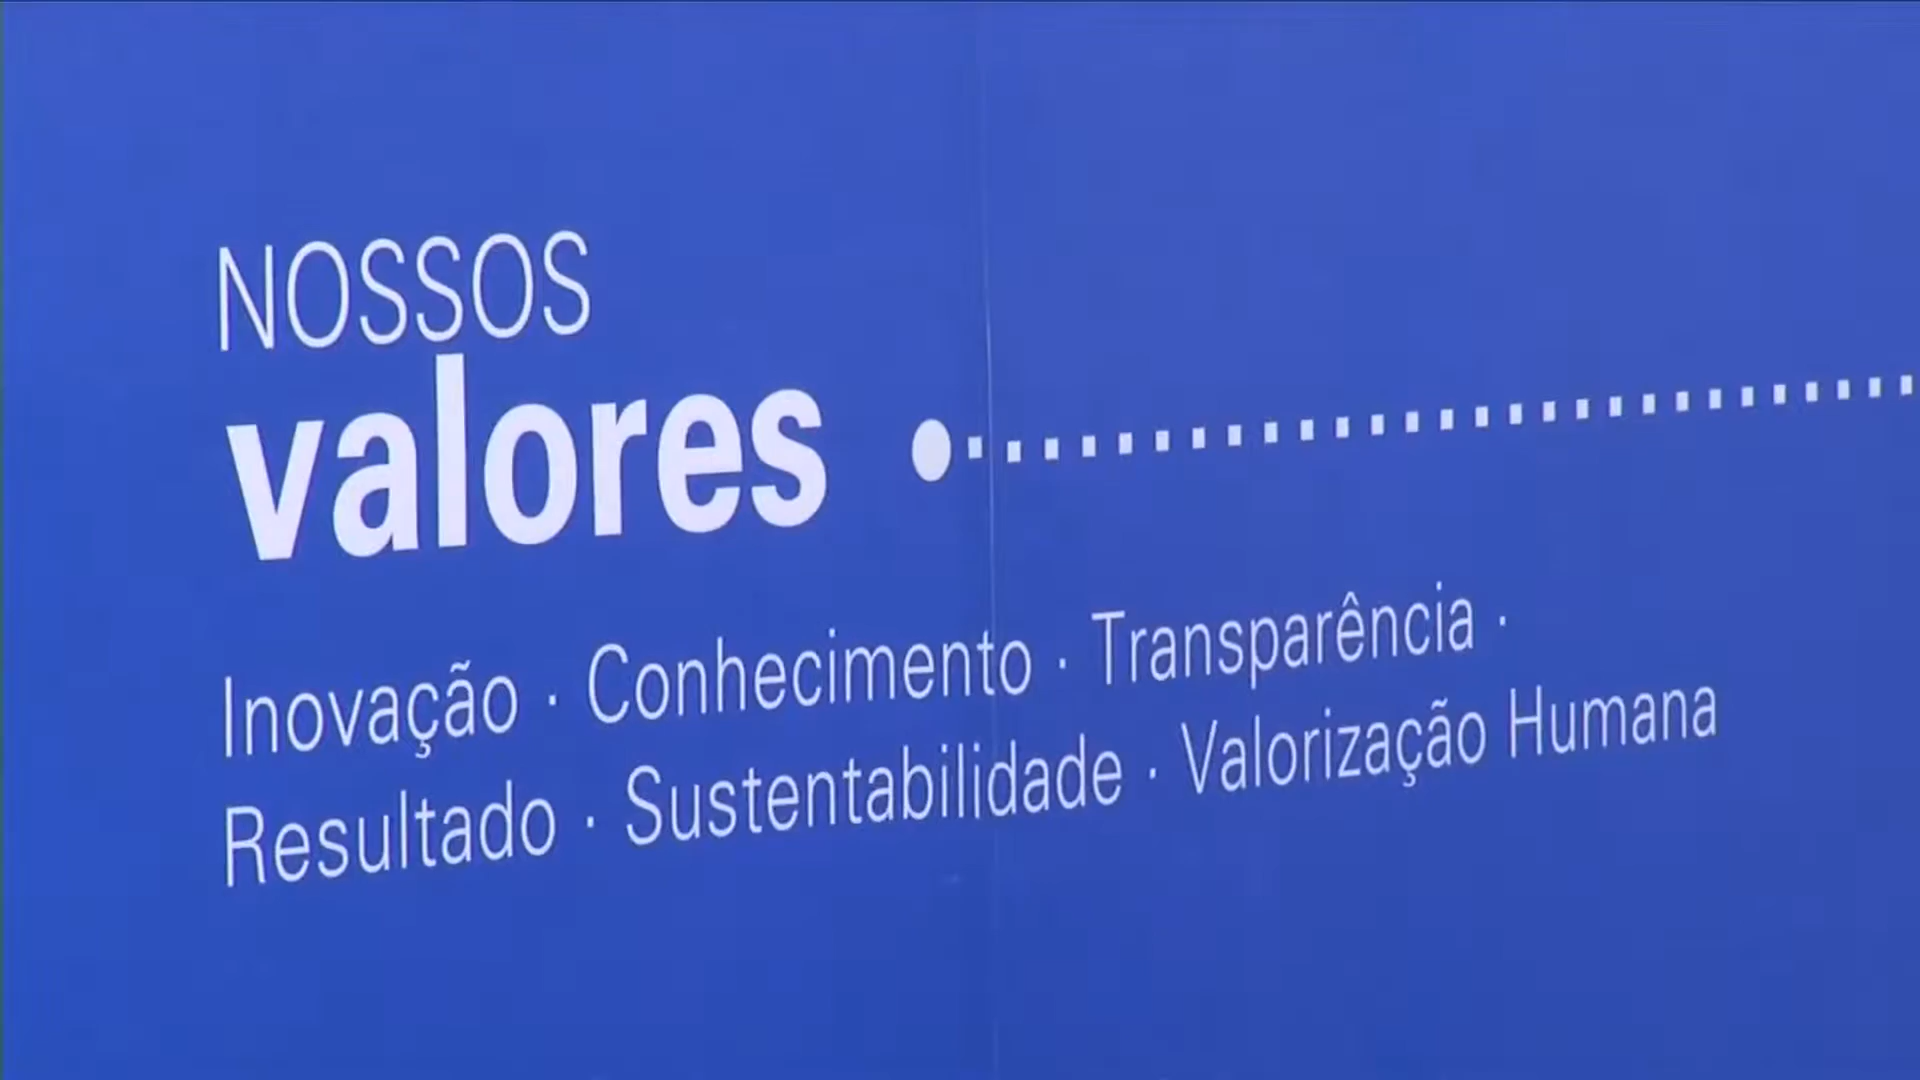 NOSSOS
valores
Inovação · Conhecimento · Transparência ·
Resultado · Sustentabilidade · Valorização Humana